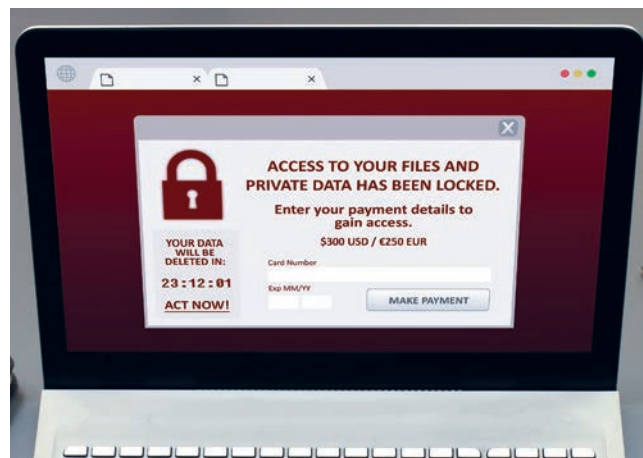 ACCESS TO YOUR FILES AND
PRIVATE DATA HAS BEEN LOCKED.
Enter your payment details to
gain access.
$300 USD / €250 EUR
YOUR DATA
WILL BE
DELETED IN:
23:12:01
ACT NOW!
Card Number
Exp MM/YY
MAKE PAYMENT